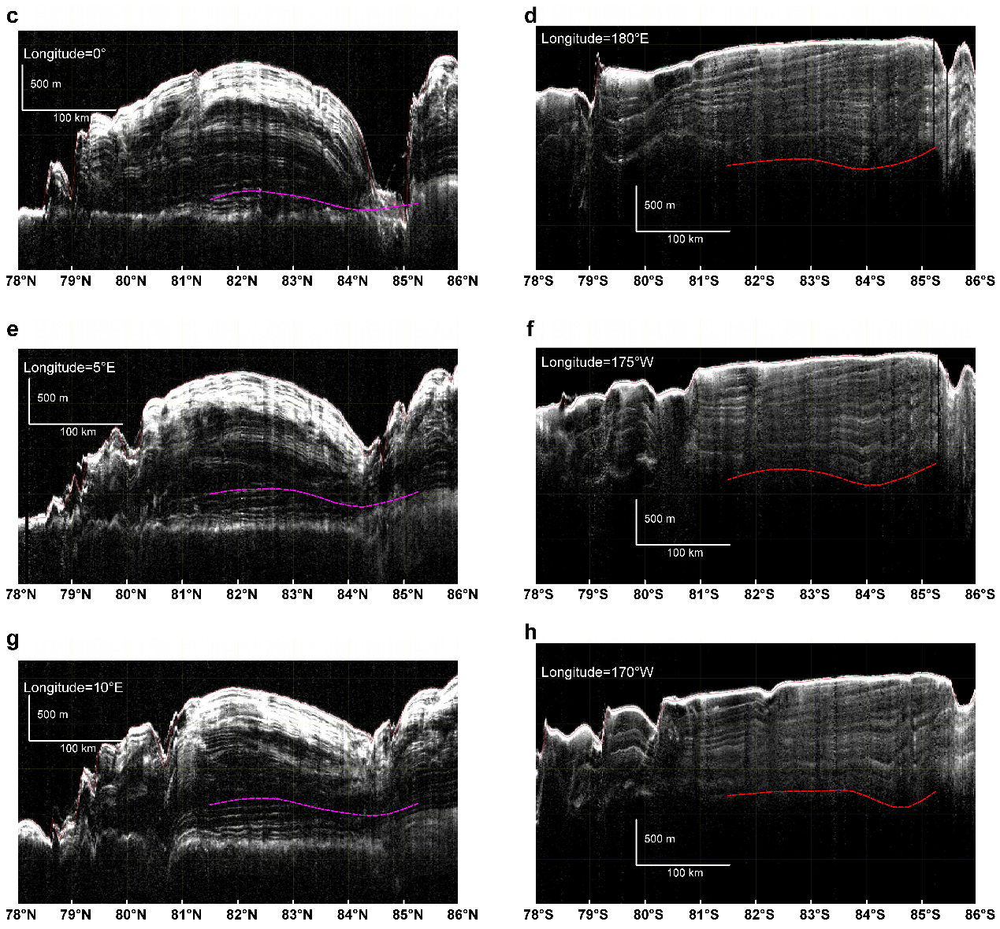 c
Longitude=0°
500 m
100 km
78°N 79°N 80°N 81°N 82°N 83°N 84°N 85°N 86°N
d
Longitude=180°E
500 m
100 km
78°S 79°S 80°S 81°S 82°S 83°S 84°S 85°S 86°S
e
Longitude=5°E
500 m
100 km
78°N 79°N 80°N 81°N 82°N 83°N 84°N 85°N 86°N
f
Longitude=175°W
500 m
100 km
78°S 79°S 80°S 81°S 82°S 83°S 84°S 85°S 86°S
g
Longitude=10°E
500 m
100 km
78°N 79°N 80°N 81°N 82°N 83°N 84°N 85°N 86°N
h
Longitude=170°W
500 m
100 km
78°S 79°S 80°S 81°S 82°S 83°S 84°S 85°S 86°S